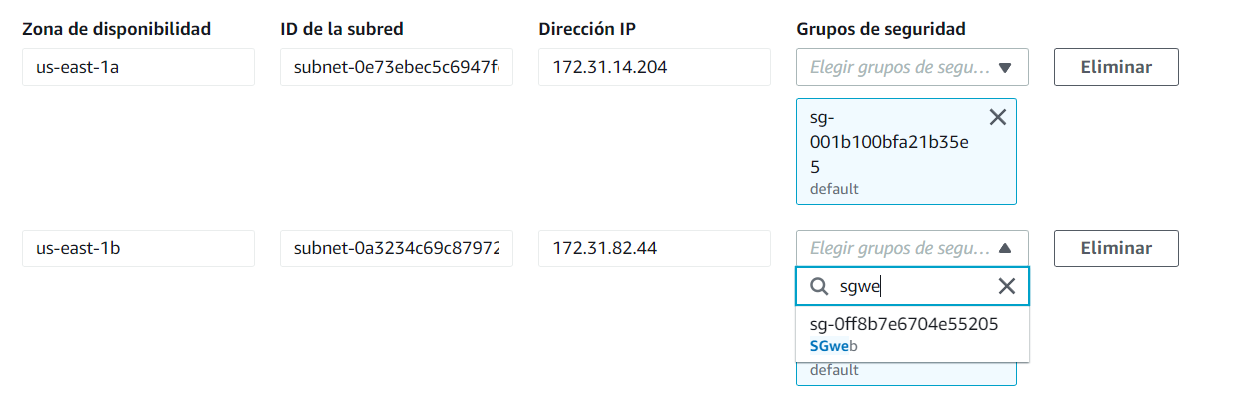 Zona de disponibilidad ID de la subred Dirección IP Grupos de seguridad
us-east-1a subnet-0e73ebec5c6947f 172.31.14.204 Elegir grupos de segu... Eliminar
sg-
001b100bfa21b35e
5
default
us-east-1b subnet-0a3234c69c87972 172.31.82.44 Elegir grupos de segu... Eliminar
sgwe
sg-0ff8b7e6704e55205
SGweb
default